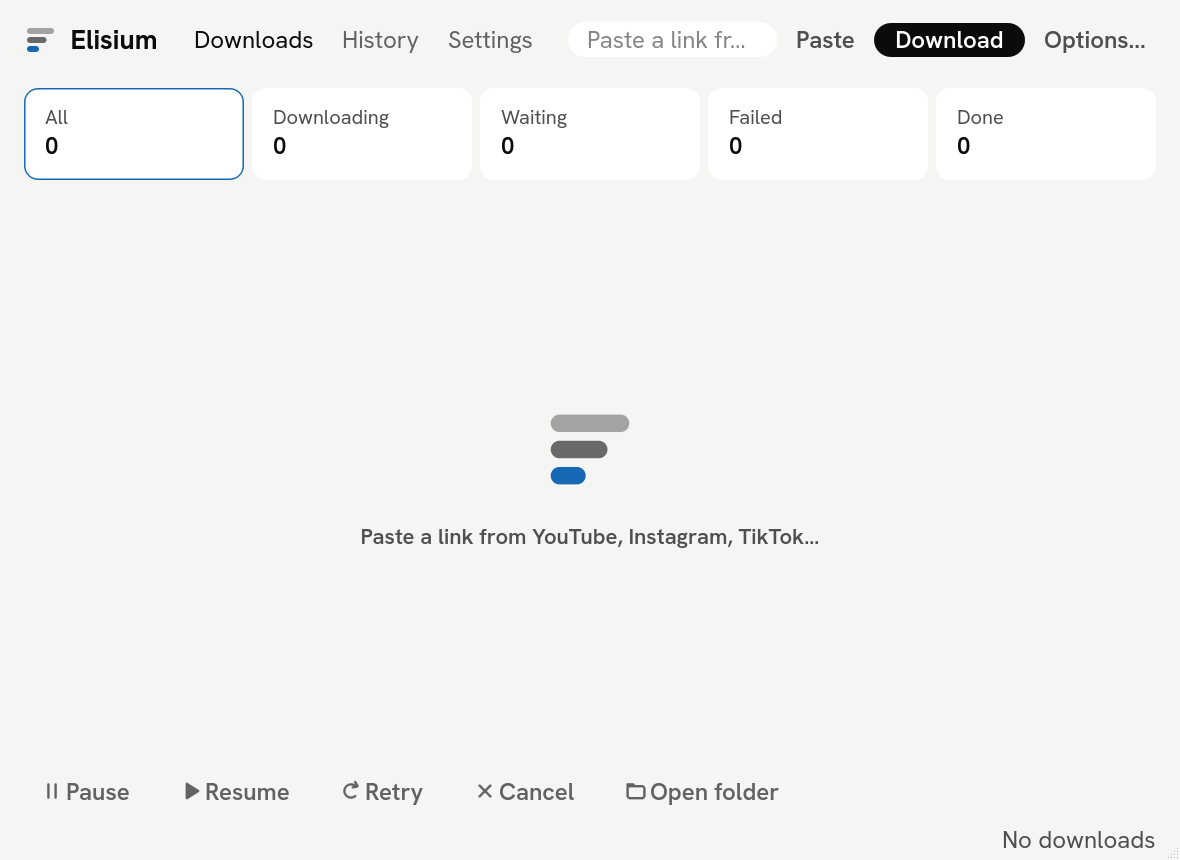 Elisium Downloads History Settings Paste a link fr... Paste Download Options...
All Downloading Waiting Failed Done
0 0 0 0 0
Paste a link from YouTube, Instagram, TikTok...
Pause Resume Retry Cancel Open folder
No downloads